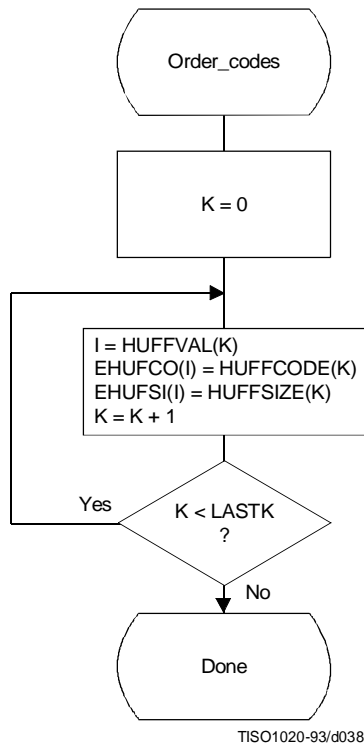 Order_codes
K = 0
I = HUFFVAL(K)
EHUFCO(I) = HUFFCODE(K)
EHUFSI(I) = HUFFSIZE(K)
K = K + 1
Yes
K < LASTK
?
No
Done
TISO1020-93/d038